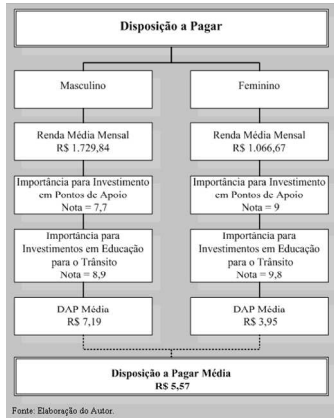 Disposição a Pagar
Masculino
Feminino
Renda Média Mensal
R$ 1.729,84
Renda Média Mensal
R$ 1.066,67
Importância para Investimento
em Pontos de Apoio
Nota = 7,7
Importância para Investimento
em Pontos de Apoio
Nota = 9
Importância para
Investimentos em Educação
para o Trânsito
Nota = 8,9
Importância para
Investimentos em Educação
para o Trânsito
Nota = 9,8
DAP Média
R$ 7,19
DAP Média
R$ 3,95
Disposição a Pagar Média
R$ 5,57
Fonte: Elaboração do Autor.